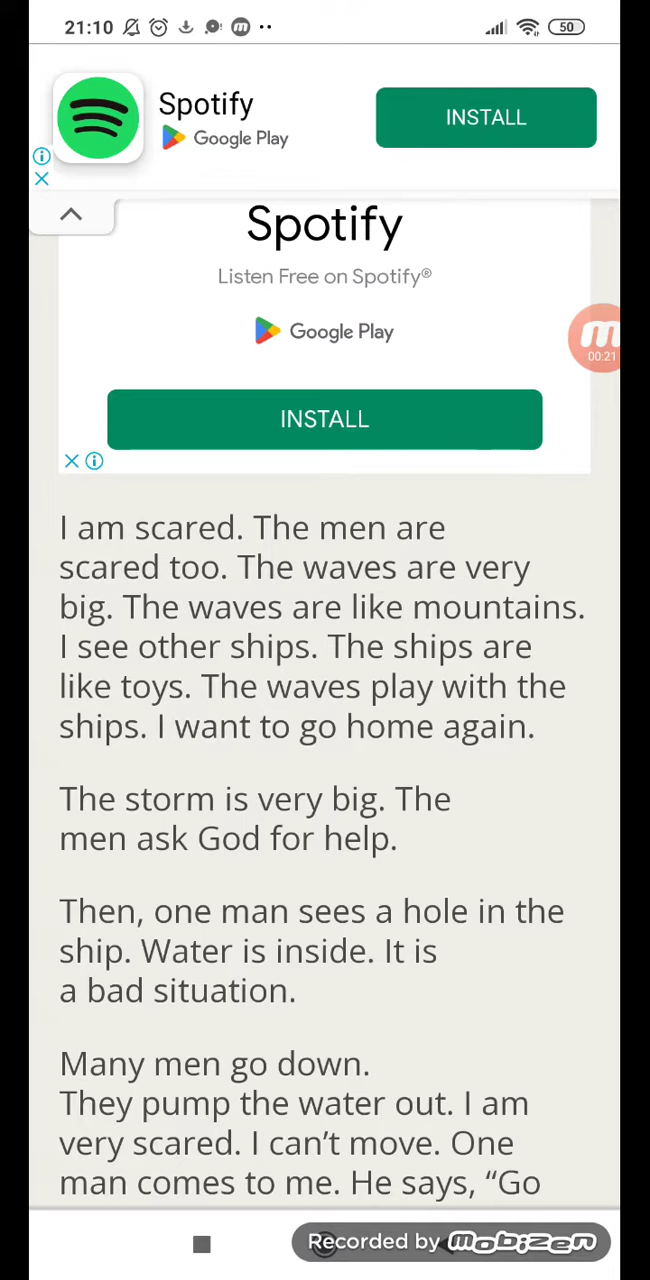 21:10
50
Spotify
Google Play
INSTALL
Spotify
Listen Free on Spotify®
Google Play
00:21
INSTALL
I am scared. The men are
scared too. The waves are very
big. The waves are like mountains.
I see other ships. The ships are
like toys. The waves play with the
ships. I want to go home again.
The storm is very big. The
men ask God for help.
Then, one man sees a hole in the
ship. Water is inside. It is
a bad situation.
Many men go down.
They pump the water out. I am
very scared. I can’t move. One
man comes to me. He says, “Go
Recorded by mobizen